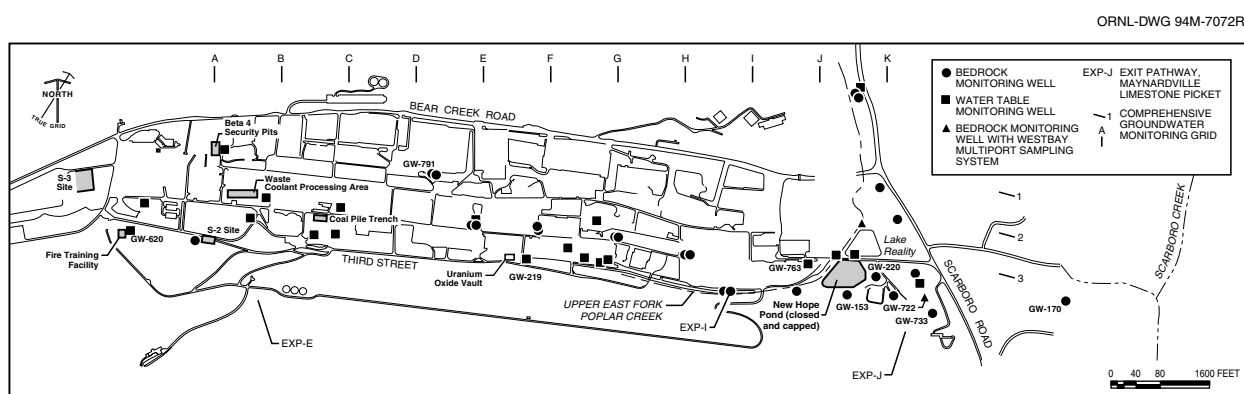 ORNL-DWG 94M-7072R
A
B
C
D
E
F
G
H
I
J
K
NORTH
TRUE GRID
BEDROCK
MONITORING WELL
WATER TABLE
MONITORING WELL
BEDROCK MONITORING
WELL WITH WESTBAY
MULTIPORT SAMPLING
SYSTEM
EXP-J EXIT PATHWAY,
MAYNARDVILLE
LIMESTONE PICKET
1 COMPREHENSIVE
A GROUNDWATER
MONITORING GRID
BEAR CREEK ROAD
Beta 4
Security Pits
GW-791
S-3
Site
Waste
Coolant Processing Area
Coal Pile Trench
S-2 Site
GW-620
Fire Training
Facility
THIRD STREET
Uranium
Oxide Vault
GW-219
UPPER EAST FORK
POPLAR CREEK
EXP-E
EXP-I
GW-763
New Hope
Pond (closed
and capped)
Lake
Reality
GW-220
GW-153
GW-722
GW-733
EXP-J
SCARBORO ROAD
1
2
3
GW-170
SCARBORO CREEK
0 40 80 1600 FEET